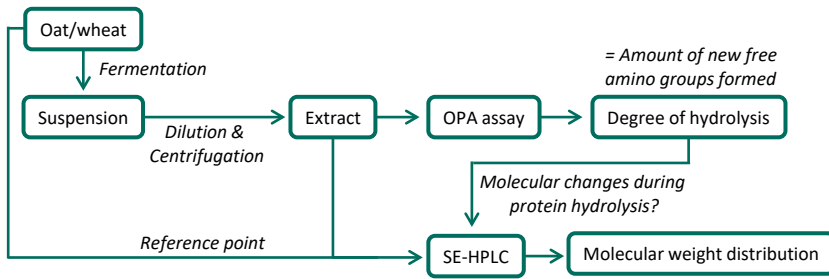 Oat/wheat
Fermentation
= Amount of new free
amino groups formed
Suspension
Dilution &
Centrifugation
Extract
OPA assay
Degree of hydrolysis
Molecular changes during
protein hydrolysis?
Reference point
SE-HPLC
Molecular weight distribution